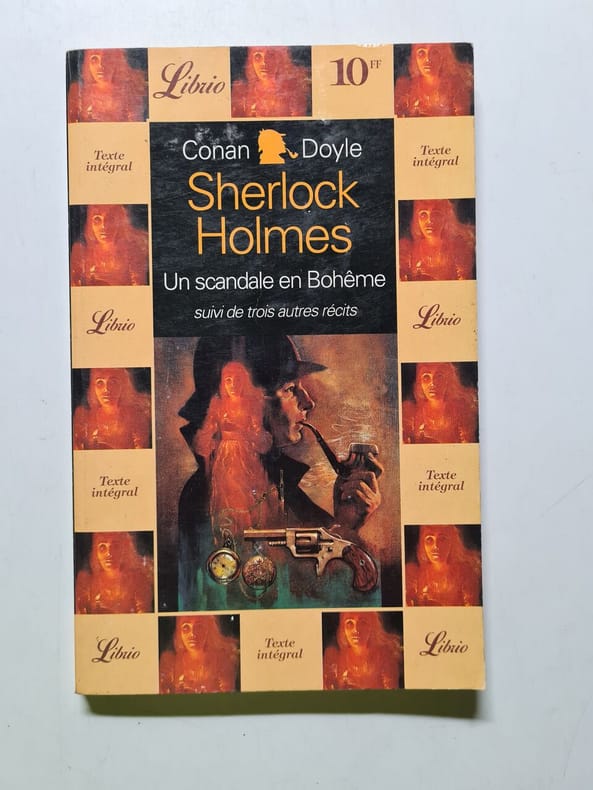 Librio
10FF
Texte
intégral
Texte
intégral
Conan Doyle
Sherlock
Holmes
Un scandale en Bohême
suivi de trois autres récits
Librio
Librio
Texte
intégral
Texte
intégral
Librio
Texte
intégral
Librio